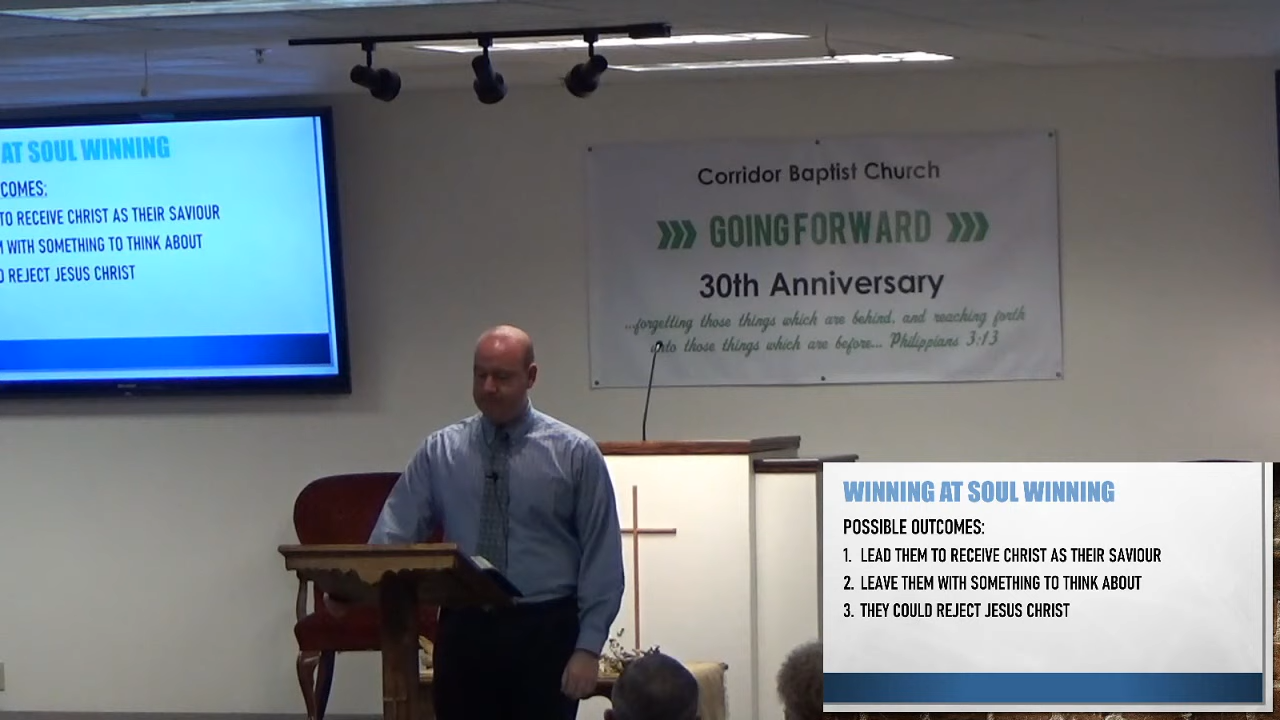 AT SOUL WINNING
COMES:
TO RECEIVE CHRIST AS THEIR SAVIOUR
WITH SOMETHING TO THINK ABOUT
REJECT JESUS CHRIST
Corridor Baptist Church
GOING FORWARD
30th Anniversary
...forgetting those things which are behind, and reaching forth
unto those things which are before... Philippians 3:13
WINNING AT SOUL WINNING
POSSIBLE OUTCOMES:
1. LEAD THEM TO RECEIVE CHRIST AS THEIR SAVIOUR
2. LEAVE THEM WITH SOMETHING TO THINK ABOUT
3. THEY COULD REJECT JESUS CHRIST